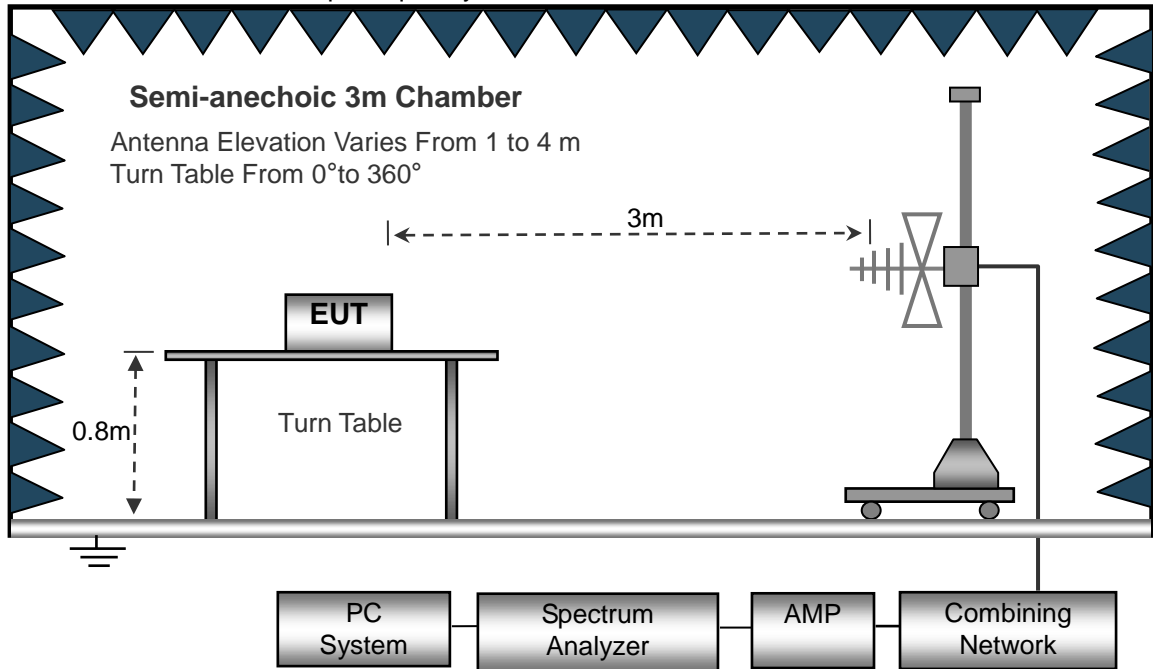 Semi-anechoic 3m Chamber
Antenna Elevation Varies From 1 to 4 m
Turn Table From 0°to 360°
3m
EUT
0.8m
Turn Table
PC
System
Spectrum
Analyzer
AMP
Combining
Network